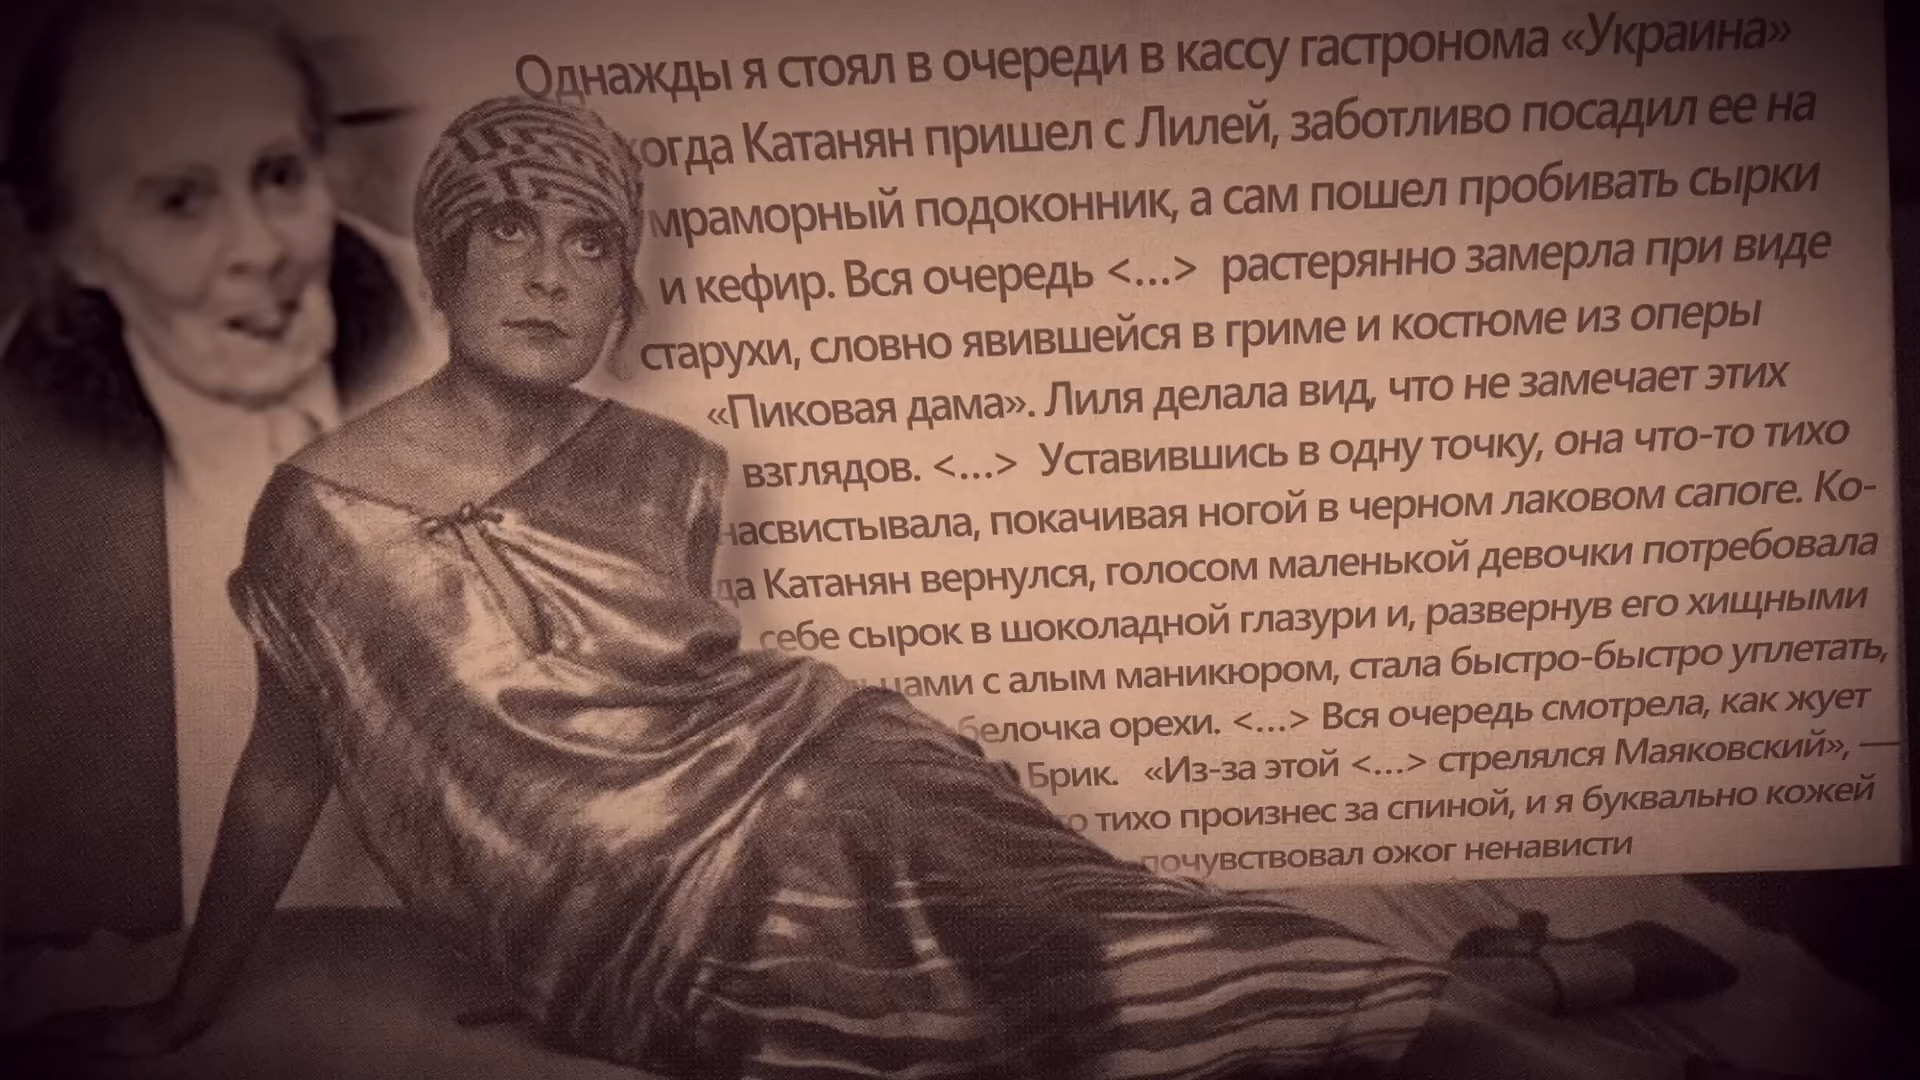 Однажды я стоял в очереди в кассу гастронома «Украина»
когда Катанян пришел с Лилей, заботливо посадил ее на
мраморный подоконник, а сам пошел пробивать сырки
и кефир. Вся очередь <...> растерянно замерла при виде
старухи, словно явившейся в гриме и костюме из оперы
«Пиковая дама». Лиля делала вид, что не замечает этих
взглядов. <...> Уставившись в одну точку, она что-то тихо
насвистывала, покачивая ногой в черном лаковом сапоге. Ко-
да Катанян вернулся, голосом маленькой девочки потребовала
себе сырок в шоколадной глазури и, развернув его хищными
ьцами с алым маникюром, стала быстро-быстро уплетать,
белочка орехи. <...> Вся очередь смотрела, как жует
Брик. «Из-за этой <...> стрелялся Маяковский», —
о тихо произнес за спиной, и я буквально кожей
почувствовал ожог ненависти